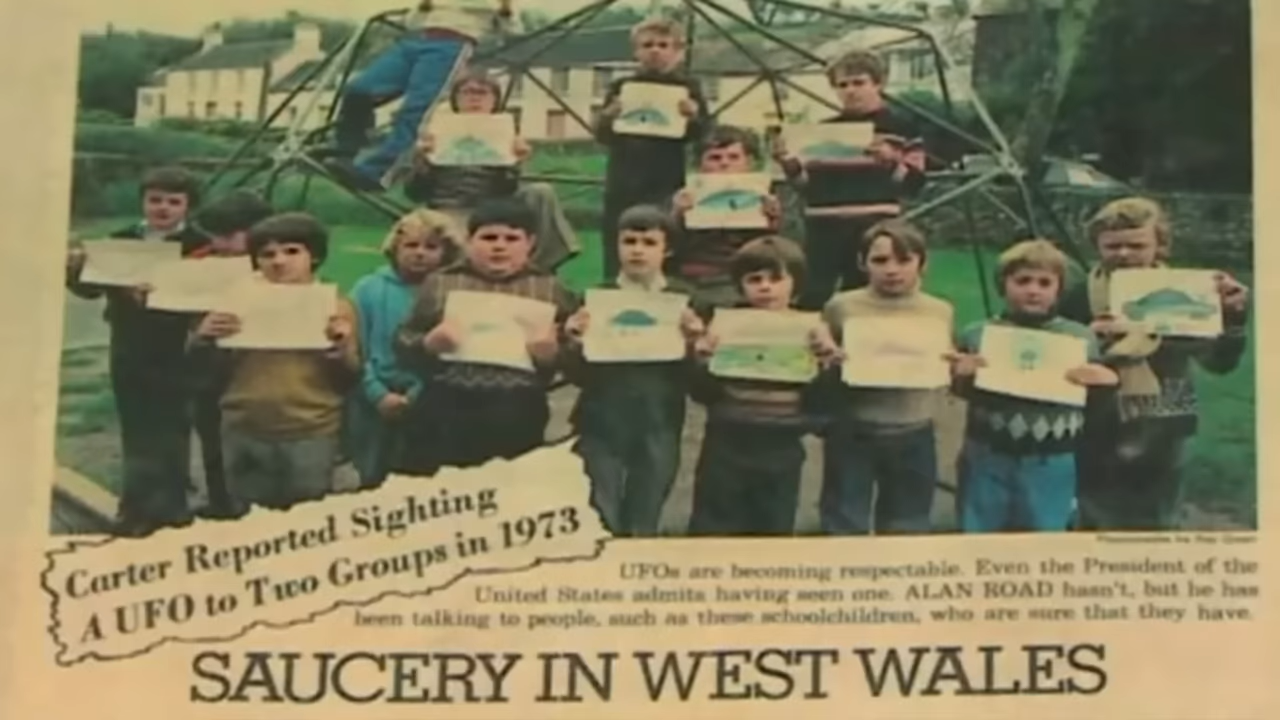 Carter Reported Sighting
A UFO to Two Groups in 1973
UFOs are becoming respectable. Even the President of the
United States admits having seen one. ALAN ROAD hasn't, but he has
been talking to people, such as these schoolchildren, who are sure that they have.
SAUCERY IN WEST WALES